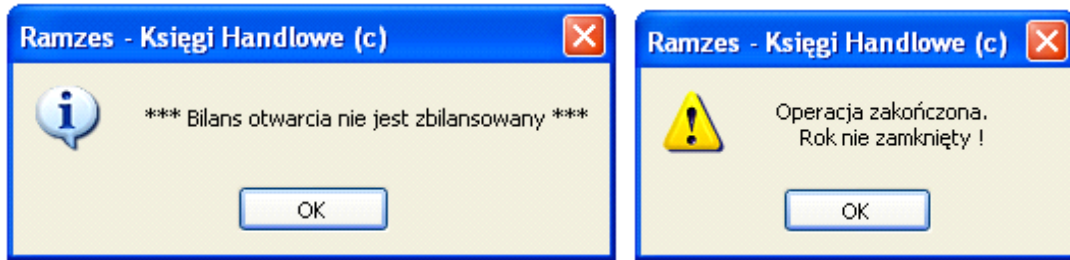 Ramzes - Księgi Handlowe (c)
*** Bilans otwarcia nie jest zbilansowany ***
OK
Ramzes - Księgi Handlowe (c)
Operacja zakończona.
Rok nie zamknięty !
OK